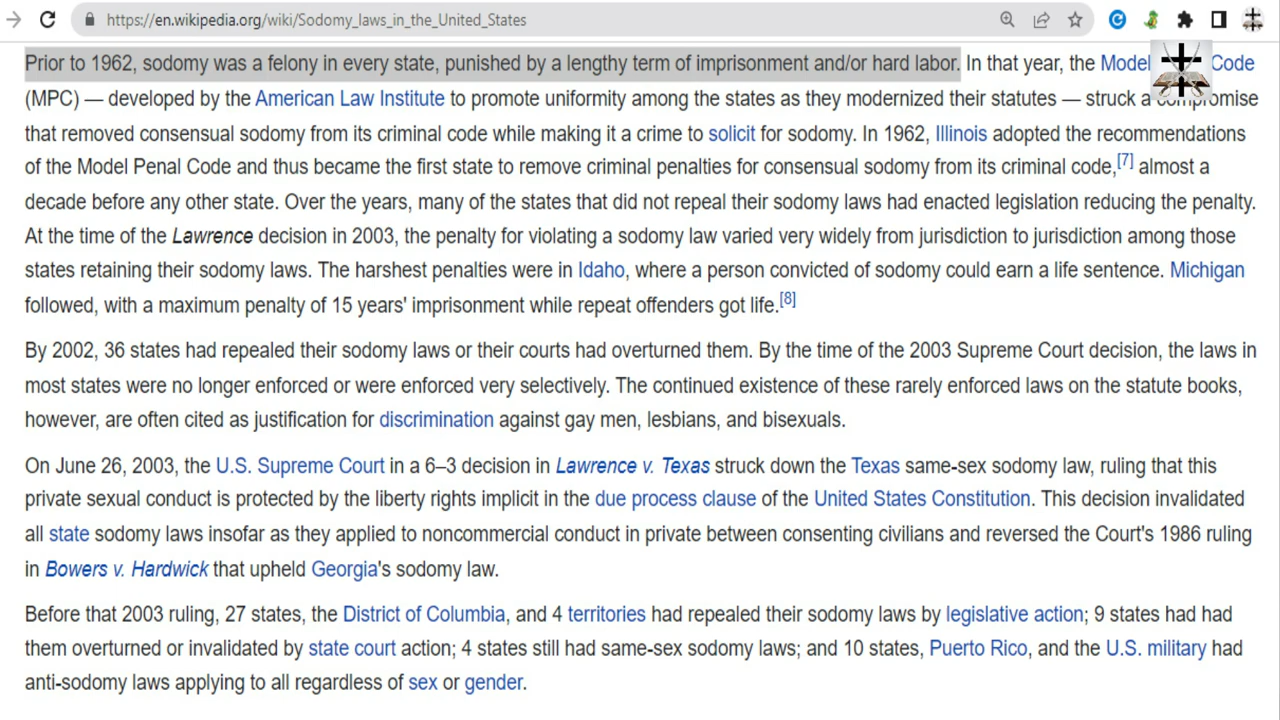 https://en.wikipedia.org/wiki/Sodomy_laws_in_the_United_States
Prior to 1962, sodomy was a felony in every state, punished by a lengthy term of imprisonment and/or hard labor. In that year, the Model Code
(MPC) — developed by the American Law Institute to promote uniformity among the states as they modernized their statutes — struck a compromise
that removed consensual sodomy from its criminal code while making it a crime to solicit for sodomy. In 1962, Illinois adopted the recommendations
of the Model Penal Code and thus became the first state to remove criminal penalties for consensual sodomy from its criminal code,[7] almost a
decade before any other state. Over the years, many of the states that did not repeal their sodomy laws had enacted legislation reducing the penalty.
At the time of the Lawrence decision in 2003, the penalty for violating a sodomy law varied very widely from jurisdiction to jurisdiction among those
states retaining their sodomy laws. The harshest penalties were in Idaho, where a person convicted of sodomy could earn a life sentence. Michigan
followed, with a maximum penalty of 15 years' imprisonment while repeat offenders got life.[8]
By 2002, 36 states had repealed their sodomy laws or their courts had overturned them. By the time of the 2003 Supreme Court decision, the laws in
most states were no longer enforced or were enforced very selectively. The continued existence of these rarely enforced laws on the statute books,
however, are often cited as justification for discrimination against gay men, lesbians, and bisexuals.
On June 26, 2003, the U.S. Supreme Court in a 6–3 decision in Lawrence v. Texas struck down the Texas same-sex sodomy law, ruling that this
private sexual conduct is protected by the liberty rights implicit in the due process clause of the United States Constitution. This decision invalidated
all state sodomy laws insofar as they applied to noncommercial conduct in private between consenting civilians and reversed the Court's 1986 ruling
in Bowers v. Hardwick that upheld Georgia's sodomy law.
Before that 2003 ruling, 27 states, the District of Columbia, and 4 territories had repealed their sodomy laws by legislative action; 9 states had had
them overturned or invalidated by state court action; 4 states still had same-sex sodomy laws; and 10 states, Puerto Rico, and the U.S. military had
anti-sodomy laws applying to all regardless of sex or gender.